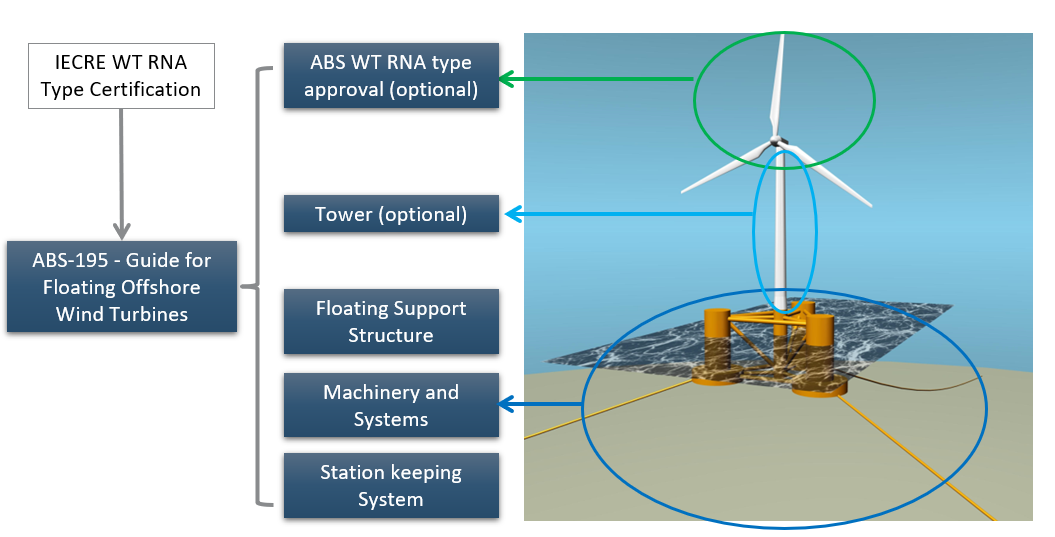 IECRE WT RNA
Type Certification
ABS-195 - Guide for
Floating Offshore
Wind Turbines
ABS WT RNA type
approval (optional)
Tower (optional)
Floating Support
Structure
Machinery and
Systems
Station keeping
System